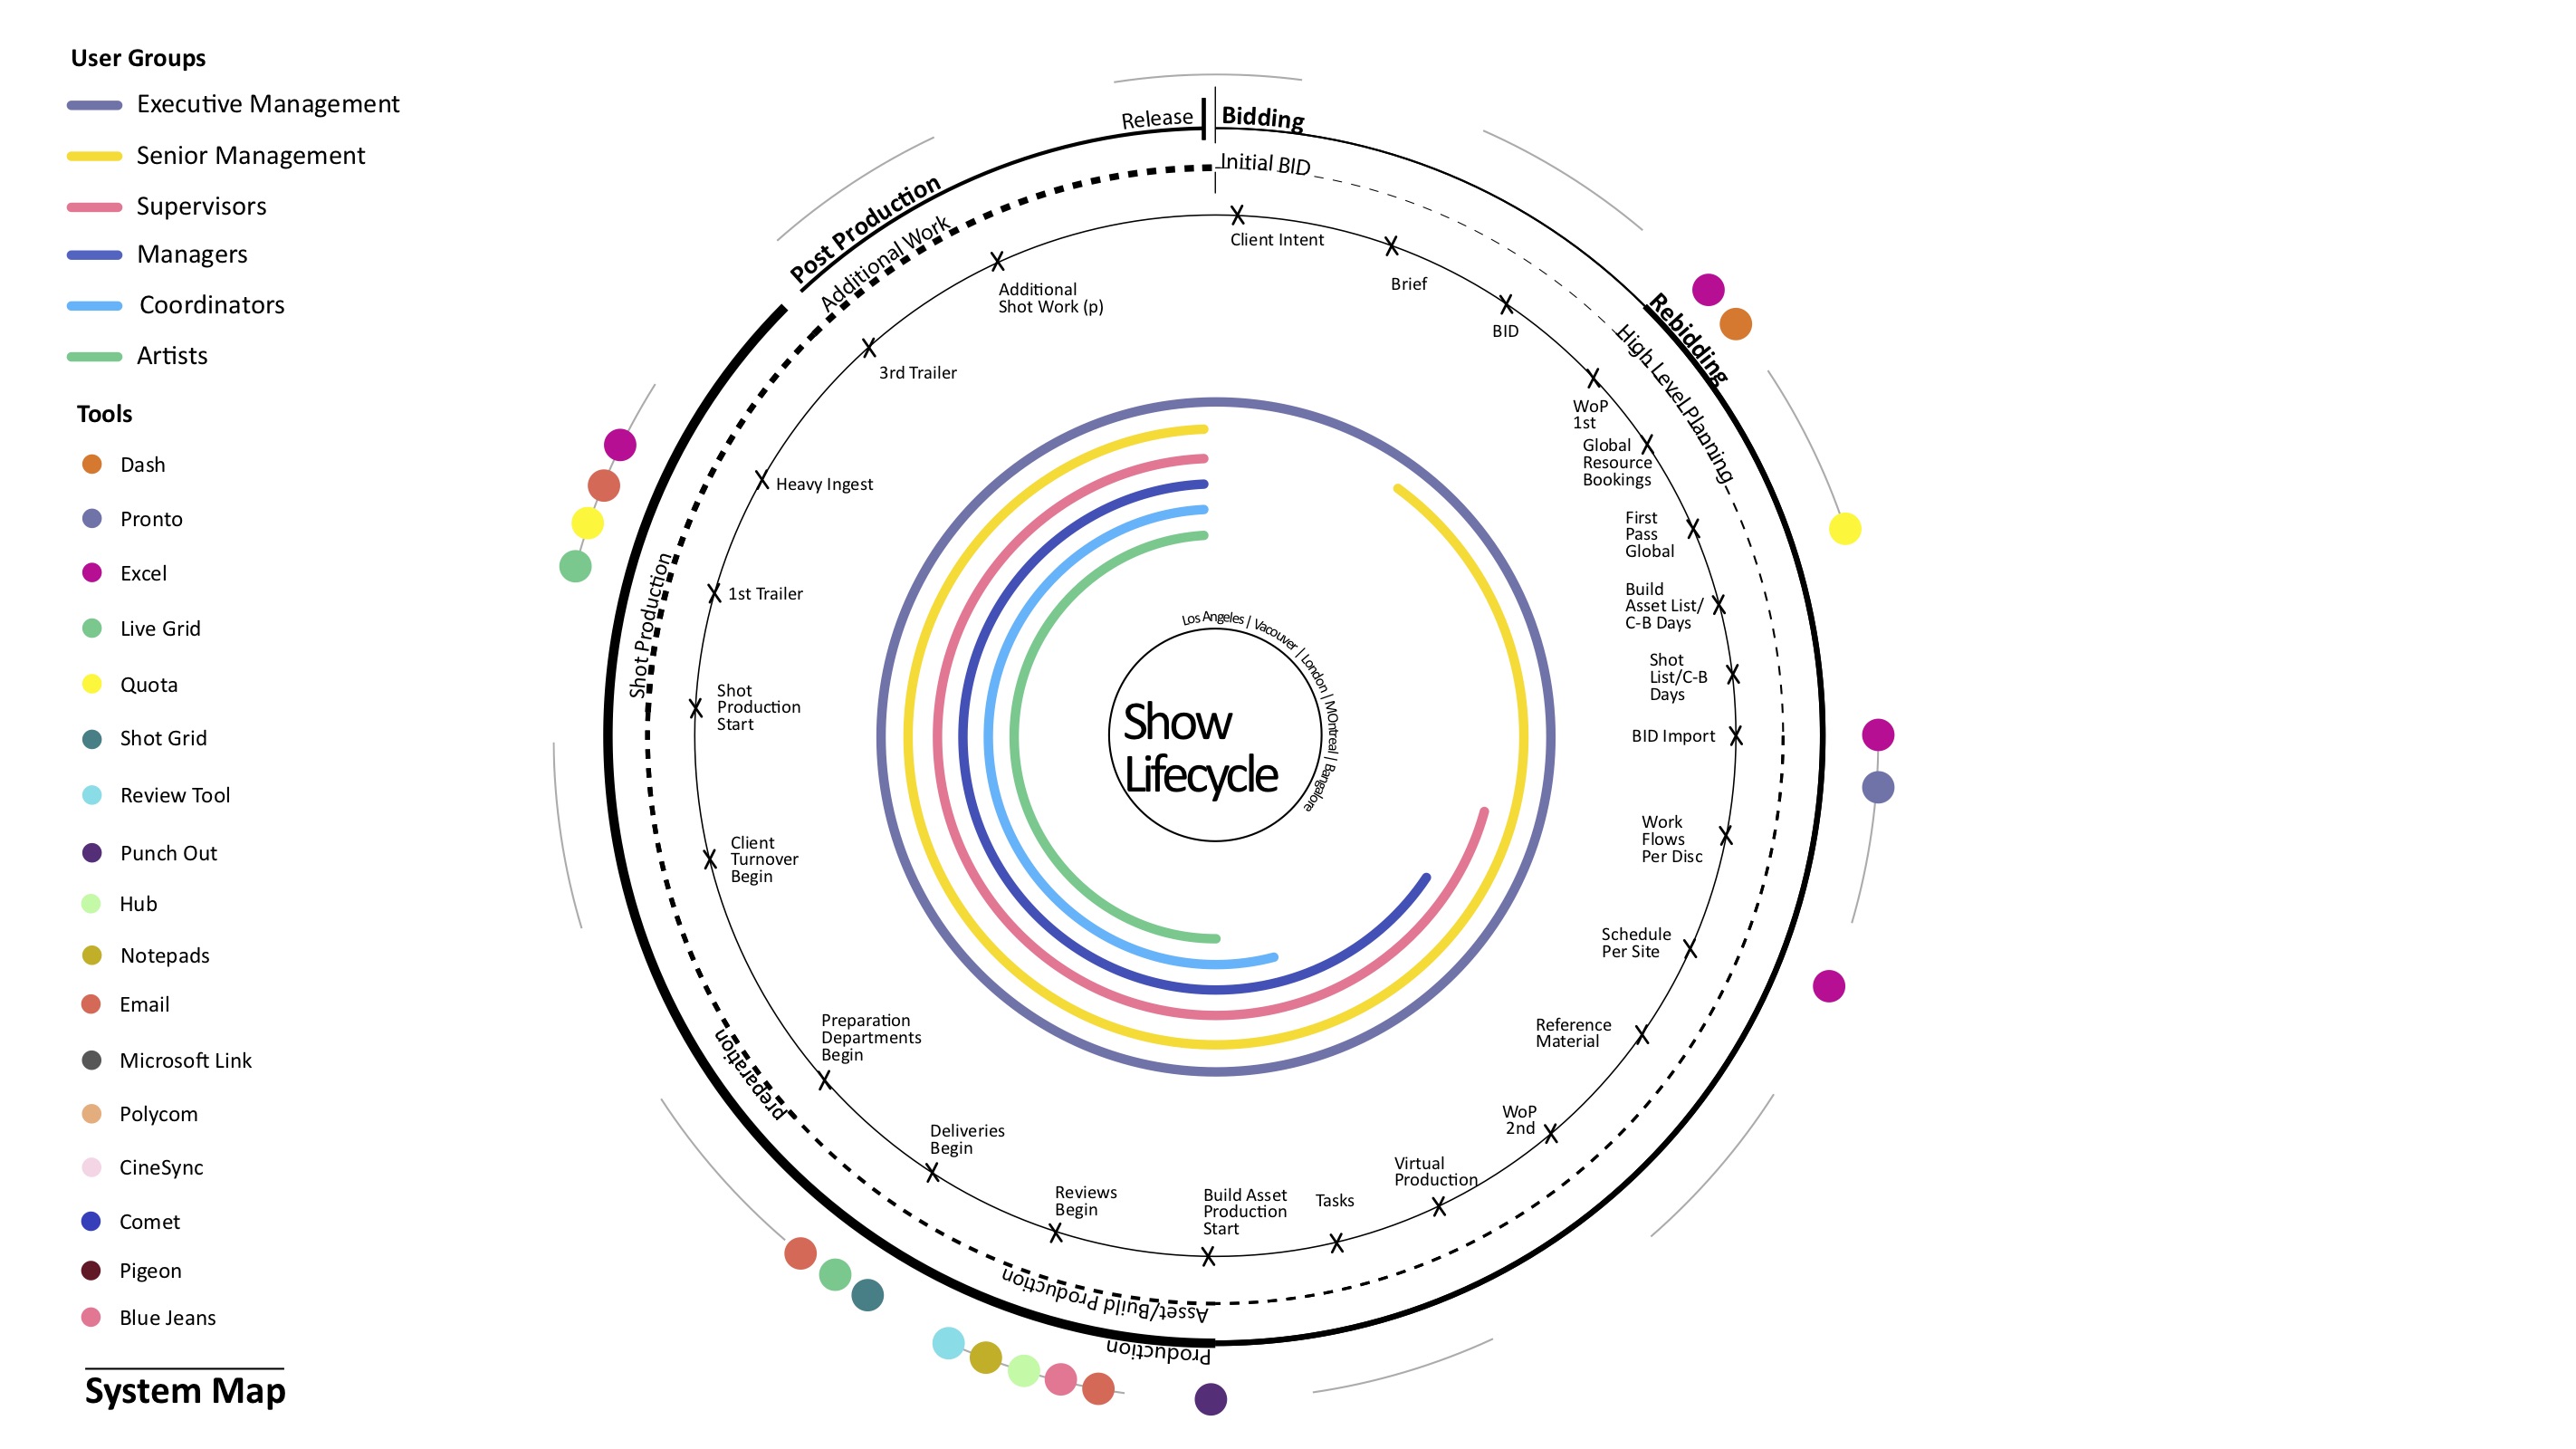 User Groups
Executive Management
Senior Management
Supervisors
Managers
Coordinators
Artists
Tools
Dash
Pronto
Excel
Live Grid
Quota
Shot Grid
Review Tool
Punch Out
Hub
Notepads
Email
Microsoft Link
Polycom
CineSync
Comet
Pigeon
Blue Jeans
System Map
Release
Bidding
Initial BID
Rebidding
High Level Planning
Production
Asset/Build Production
preparation
Shot Production
Post Production
Additional Work
Client Intent
Brief
BID
WoP
1st
Global
Resource
Bookings
First
Pass
Global
Build
Asset List/
C-B Days
Shot
List/C-B
Days
BID Import
Work
Flows
Per Disc
Schedule
Per Site
Reference
Material
WoP
2nd
Virtual
Production
Tasks
Build Asset
Production
Start
Reviews
Begin
Deliveries
Begin
Preparation
Departments
Begin
Client
Turnover
Begin
Shot
Production
Start
1st Trailer
Heavy Ingest
3rd Trailer
Additional
Shot Work (p)
Los Angeles / Vacouver | London | MOntreal | Bangalore
Show
Lifecycle